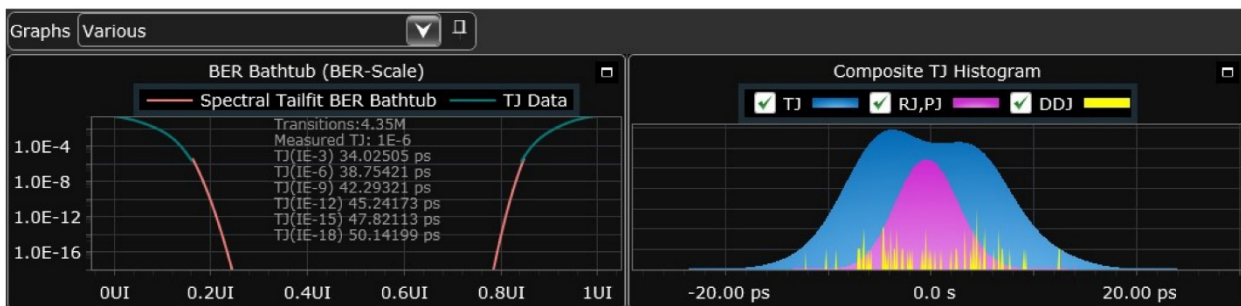 Graphs Various
BER Bathtub (BER-Scale)
Spectral Tailfit BER Bathtub TJ Data
Transitions:4.35M
Measured TJ: 1E-6
TJ(IE-3) 34.02505 ps
TJ(IE-6) 38.75421 ps
TJ(IE-9) 42.29321 ps
TJ(IE-12) 45.24173 ps
TJ(IE-15) 47.82113 ps
TJ(IE-18) 50.14199 ps
1.0E-4
1.0E-8
1.0E-12
1.0E-16
0UI 0.2UI 0.4UI 0.6UI 0.8UI 1UI
Composite TJ Histogram
TJ RJ,PJ DDJ
-20.00 ps 0.0 s 20.00 ps